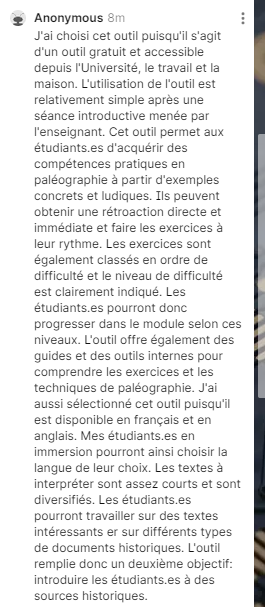 Anonymous 8m
J'ai choisi cet outil puisqu'il s'agit
d'un outil gratuit et accessible
depuis l'Université, le travail et la
maison. L'utilisation de l'outil est
relativement simple après une
séance introductive menée par
l'enseignant. Cet outil permet aux
étudiants.es d'acquérir des
compétences pratiques en
paléographie à partir d'exemples
concrets et ludiques. Ils peuvent
obtenir une rétroaction directe et
immédiate et faire les exercices à
leur rythme. Les exercices sont
également classés en ordre de
difficulté et le niveau de difficulté
est clairement indiqué. Les
étudiants.es pourront donc
progresser dans le module selon ces
niveaux. L'outil offre également des
guides et des outils internes pour
comprendre les exercices et les
techniques de paléographie. J'ai
aussi sélectionné cet outil puisqu'il
est disponible en français et en
anglais. Mes étudiants.es en
immersion pourront ainsi choisir la
langue de leur choix. Les textes à
interpréter sont assez courts et sont
diversifiés. Les étudiants.es
pourront travailler sur des textes
intéressants er sur différents types
de documents historiques. L'outil
remplie donc un deuxième objectif:
introduire les étudiants.es à des
sources historiques.